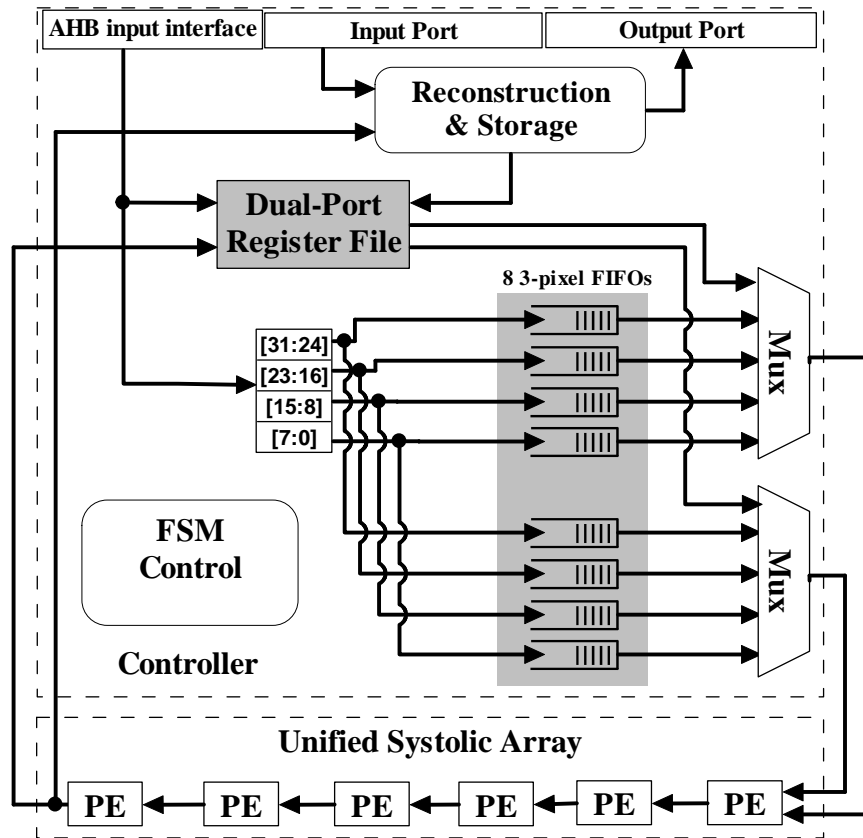 AHB input interface
Input Port
Output Port
Reconstruction
& Storage
Dual-Port
Register File
8 3-pixel FIFOs
[31:24]
[23:16]
[15:8]
[7:0]
Mux
FSM
Control
Mux
Controller
Unified Systolic Array
PE
PE
PE
PE
PE
PE